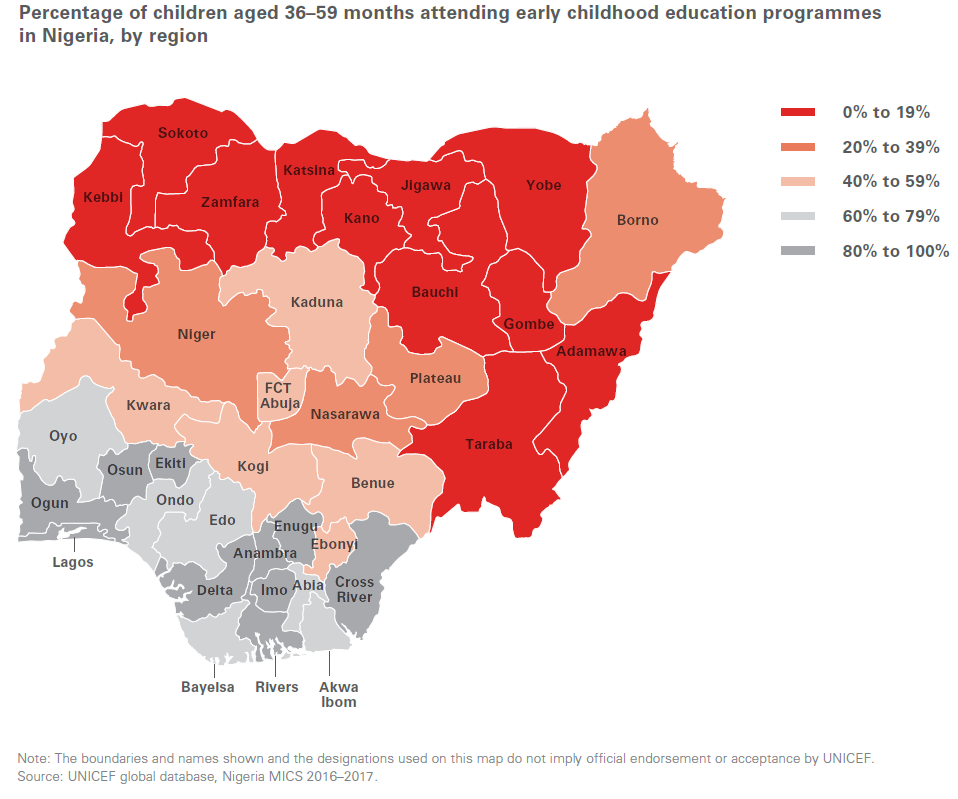 Percentage of children aged 36–59 months attending early childhood education programmes
in Nigeria, by region
0% to 19%
20% to 39%
40% to 59%
60% to 79%
80% to 100%
Sokoto
Katsina
Jigawa
Yobe
Kebbi
Zamfara
Kano
Borno
Bauchi
Kaduna
Gombe
Niger
Adamawa
Plateau
FCT
Abuja
Kwara
Nasarawa
Oyo
Taraba
Osun
Ekiti
Kogi
Benue
Ogun
Ondo
Edo
Enugu
Ebonyi
Anambra
Lagos
Delta
Imo
Abia
Cross
River
Bayelsa
Rivers
Akwa
Ibom
Note: The boundaries and names shown and the designations used on this map do not imply official endorsement or acceptance by UNICEF.
Source: UNICEF global database, Nigeria MICS 2016–2017.